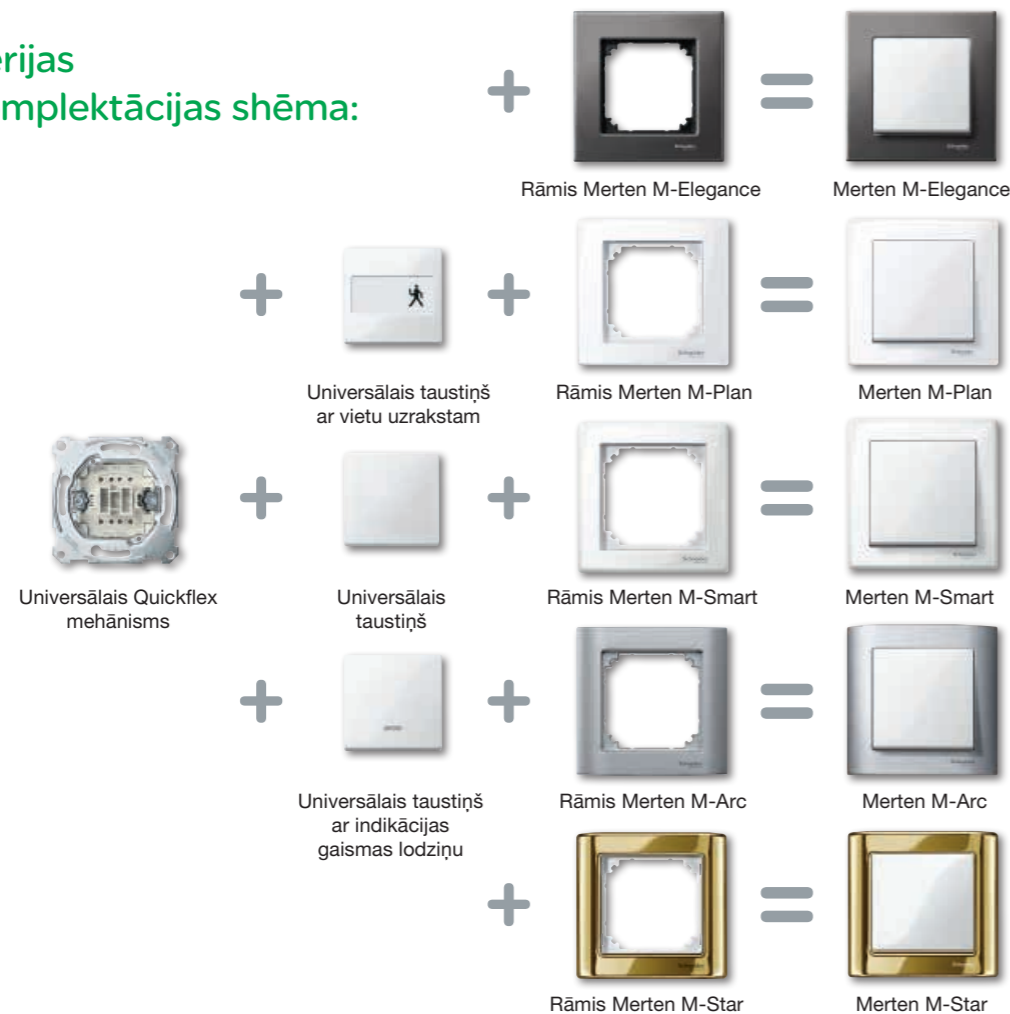 ērijas
mplektācijas shēma:
Rāmis Merten M-Elegance
Merten M-Elegance
Universālais taustiņš
ar vietu uzrakstam
Rāmis Merten M-Plan
Merten M-Plan
Universālais Quickflex
mehānisms
Universālais
taustiņš
Rāmis Merten M-Smart
Merten M-Smart
Universālais taustiņš
ar indikācijas
gaismas lodziņu
Rāmis Merten M-Arc
Merten M-Arc
Rāmis Merten M-Star
Merten M-Star